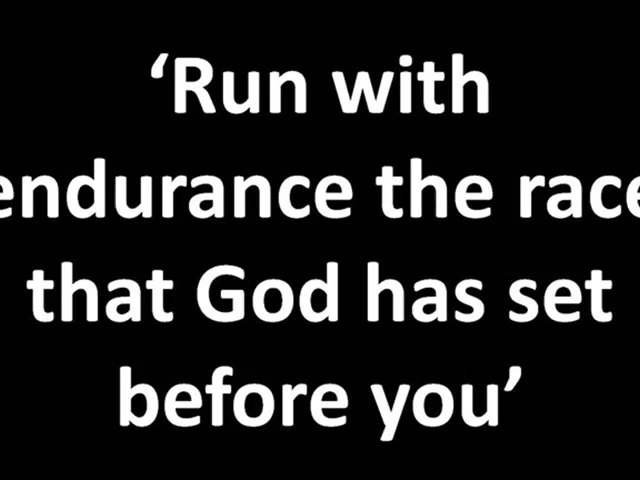 ‘Run with
endurance the race
that God has set
before you’